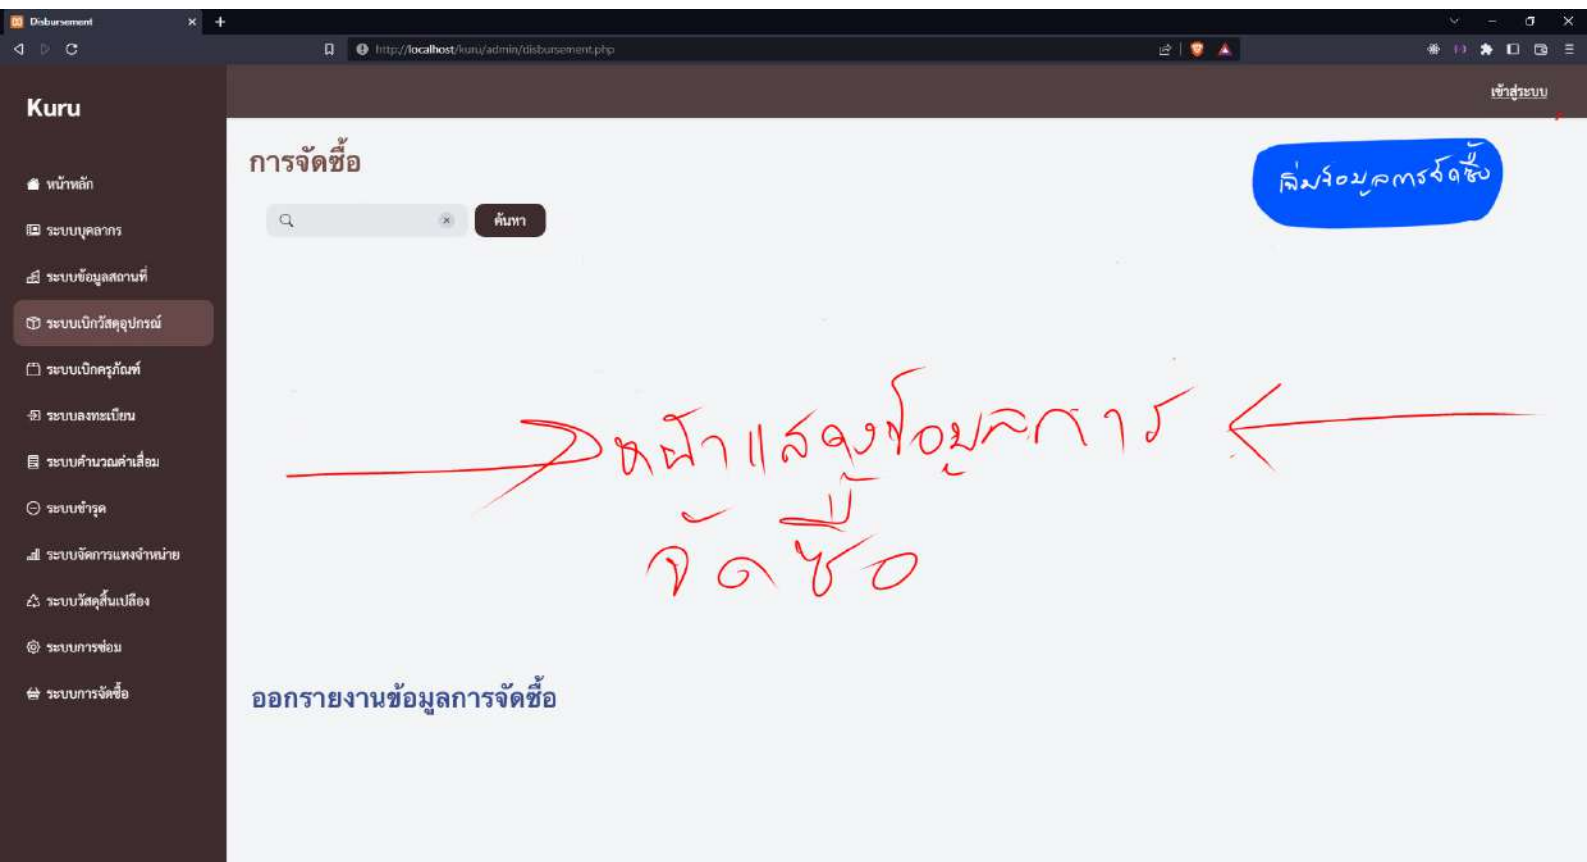 Disbursement
http://localhost/kuru/admin/disbursement.php
Kuru
เข้าสู่ระบบ
หน้าหลัก
ระบบบุคลากร
ระบบข้อมูลสถานที่
ระบบเบิกวัสดุอุปกรณ์
ระบบเบิกครุภัณฑ์
ระบบลงทะเบียน
ระบบคำนวณค่าเสื่อม
ระบบชำรุด
ระบบจัดการแทงจำหน่าย
ระบบวัสดุสิ้นเปลือง
ระบบการซ่อม
ระบบการจัดซื้อ
การจัดซื้อ
เพิ่มข้อมูลการจัดซื้อ
ค้นหา
หน้าแสดงข้อมูลการ
จัดซื้อ
ออกรายงานข้อมูลการจัดซื้อ